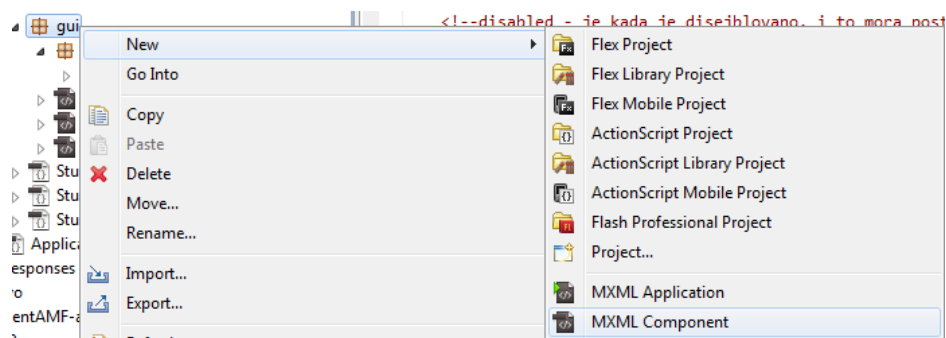 gui
<!--disabled - je kada je disejblovano, i to mora post
New
Go Into
Copy
Paste
Delete
Move...
Rename...
Import...
Export...
Stu
Stu
Stu
Applica
esponses
entAMF-a
Flex Project
Flex Library Project
Flex Mobile Project
ActionScript Project
ActionScript Library Project
ActionScript Mobile Project
Flash Professional Project
Project...
MXML Application
MXML Component